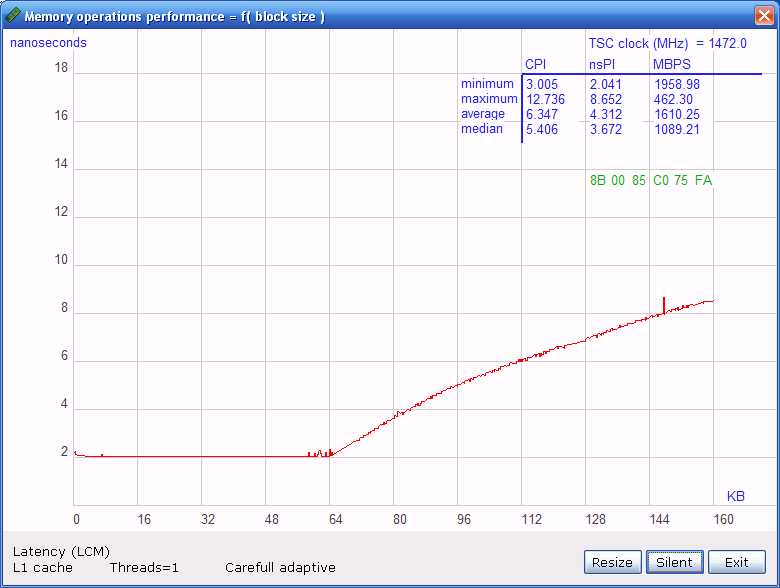 Memory operations performance = f( block size )
nanoseconds
TSC clock (MHz) = 1472.0
CPI nsPI MBPS
minimum 3.005 2.041 1958.98
maximum 12.736 8.652 462.30
average 6.347 4.312 1610.25
median 5.406 3.672 1089.21
8B 00 85 C0 75 FA
18
16
14
12
10
8
6
4
2
KB
0 16 32 48 64 80 96 112 128 144 160
Latency (LCM)
L1 cache Threads=1 Carefull adaptive
Resize Silent Exit